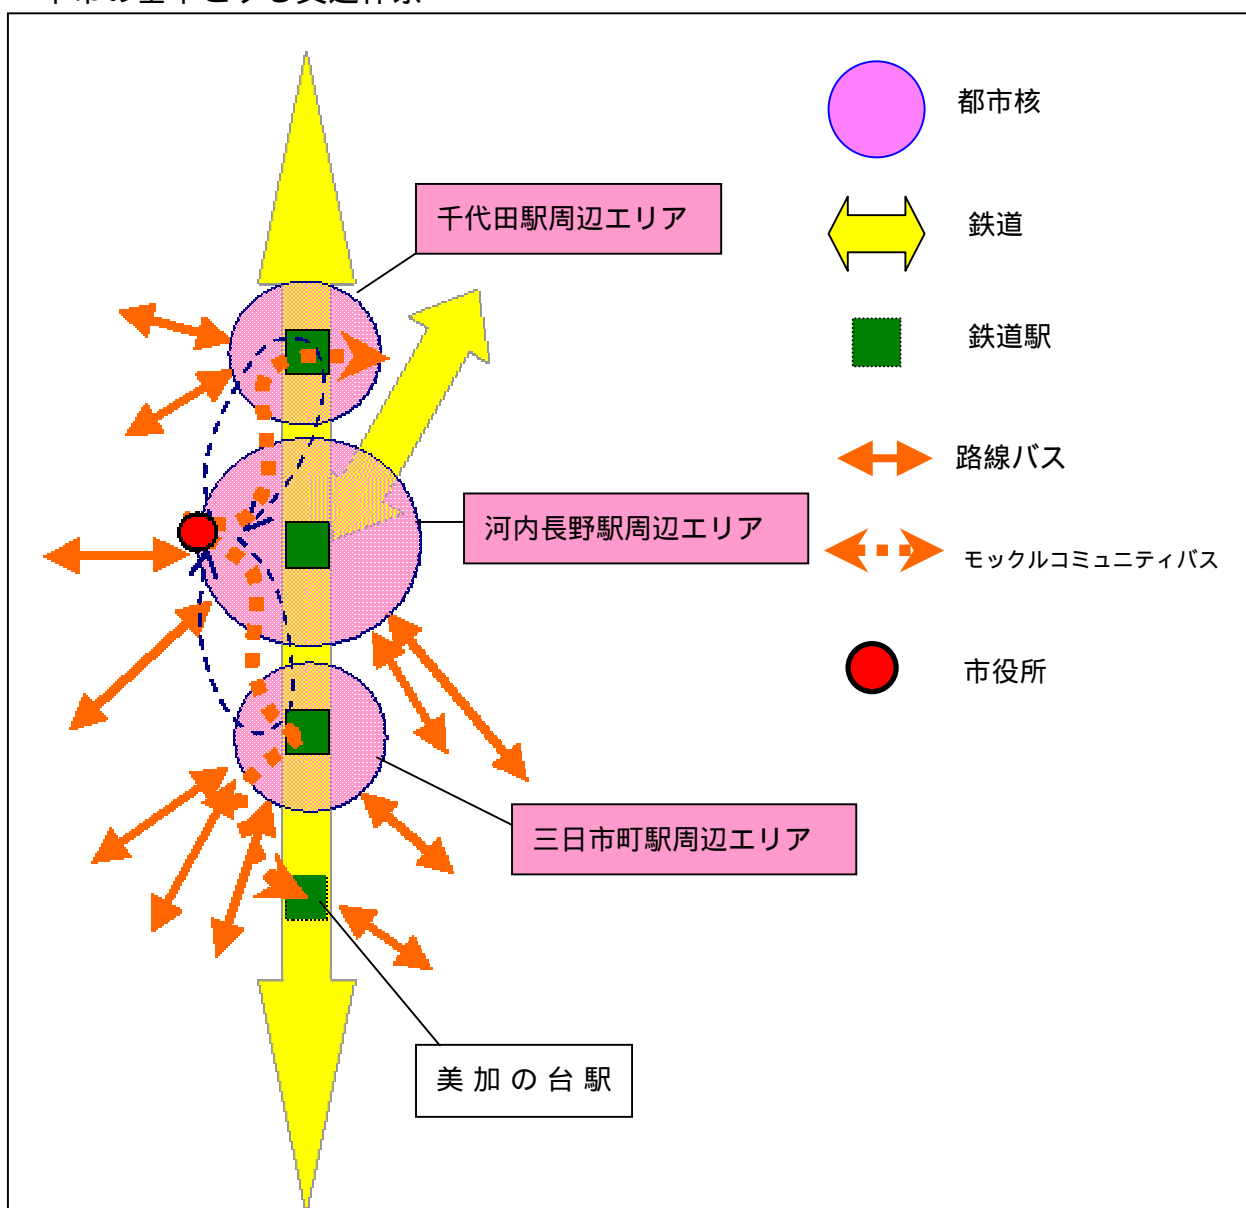 都市核
千代田駅周辺エリア
鉄道
鉄道駅
路線バス
河内長野駅周辺エリア
モックルコミュニティバス
市役所
三日市町駅周辺エリア
美加の台駅